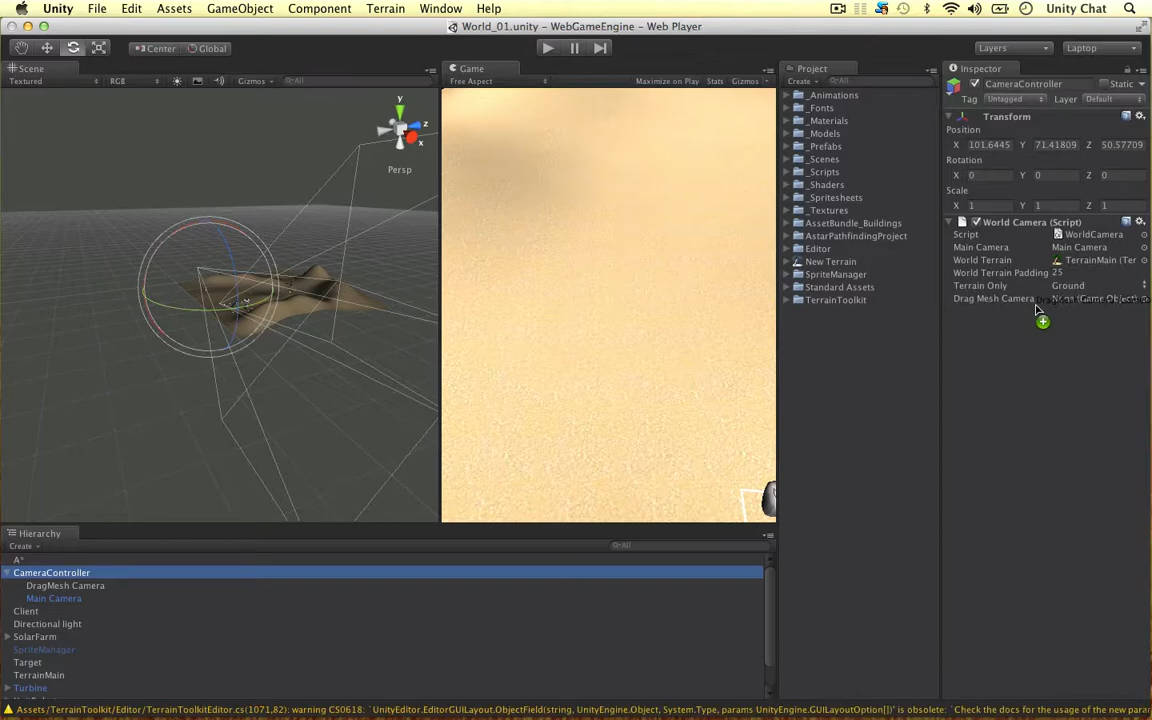 Unity File Edit Assets GameObject Component Terrain Window Help Unity Chat
World_01.unity – WebGameEngine – Web Player
Center Global Layers Laptop
Scene
Textured RGB Gizmos All
y
z
x
Persp
Game
Free Aspect Maximize on Play Stats Gizmos
Project
Create All
_Animations
_Fonts
_Materials
_Models
_Prefabs
_Scenes
_Scripts
_Shaders
_Spritesheets
_Textures
AssetBundle_Buildings
AstarPathfindingProject
Editor
New Terrain
SpriteManager
Standard Assets
TerrainToolkit
Inspector
CameraController Static
Tag Untagged Layer Default
Transform
Position
X 101.6445 Y 71.41809 Z 50.57709
Rotation
X 0 Y 0 Z 0
Scale
X 1 Y 1 Z 1
World Camera (Script)
Script WorldCamera
Main Camera Main Camera
World Terrain TerrainMain (Ter
World Terrain Padding 25
Terrain Only Ground
Drag Mesh Camera
Hierarchy
Create All
A*
CameraController
DragMesh Camera
Main Camera
Client
Directional light
SolarFarm
SpriteManager
Target
TerrainMain
Turbine
Assets/TerrainToolkit/Editor/TerrainToolkitEditor.cs(1071,82): warning CS0618: `UnityEditor.EditorGUILayout.ObjectField(string, UnityEngine.Object, System.Type, params UnityEngine.GUILayoutOption[])' is obsolete: `Check the docs for the usage of the new para